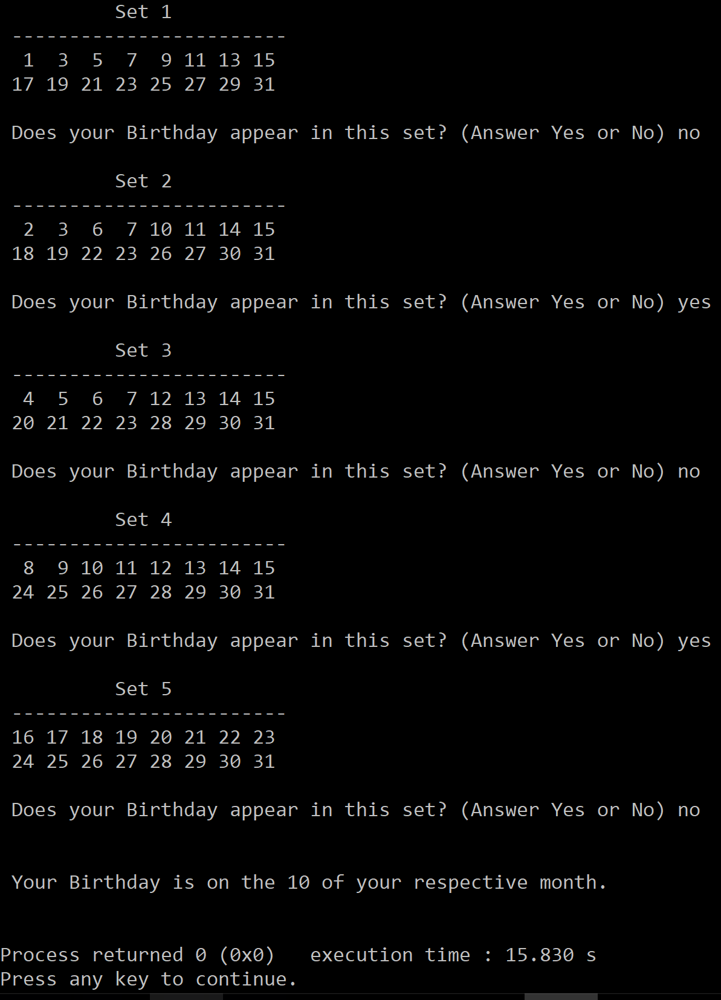 Set 1
------------------------
1 3 5 7 9 11 13 15
17 19 21 23 25 27 29 31
Does your Birthday appear in this set? (Answer Yes or No) no
Set 2
------------------------
2 3 6 7 10 11 14 15
18 19 22 23 26 27 30 31
Does your Birthday appear in this set? (Answer Yes or No) yes
Set 3
------------------------
4 5 6 7 12 13 14 15
20 21 22 23 28 29 30 31
Does your Birthday appear in this set? (Answer Yes or No) no
Set 4
------------------------
8 9 10 11 12 13 14 15
24 25 26 27 28 29 30 31
Does your Birthday appear in this set? (Answer Yes or No) yes
Set 5
------------------------
16 17 18 19 20 21 22 23
24 25 26 27 28 29 30 31
Does your Birthday appear in this set? (Answer Yes or No) no
Your Birthday is on the 10 of your respective month.
Process returned 0 (0x0)   execution time : 15.830 s
Press any key to continue.